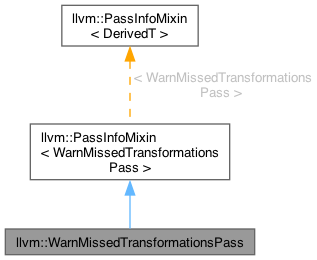 llvm::PassInfoMixin
< DerivedT >
< WarnMissedTransformations
Pass >
llvm::PassInfoMixin
< WarnMissedTransformations
Pass >
llvm::WarnMissedTransformationsPass